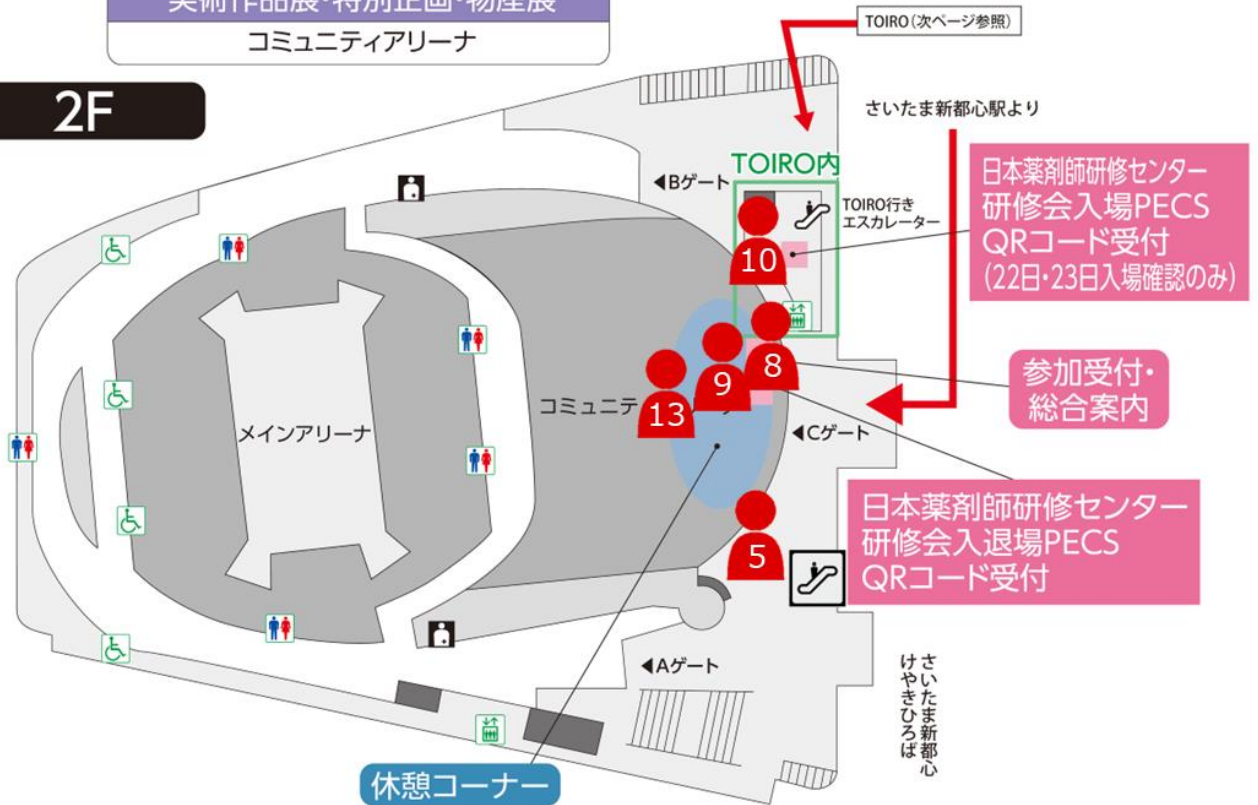 美術作品展・特別企画・物産展
コミュニティアリーナ
2F
TOIRO(次ページ参照)
さいたま新都心駅より
TOIRO内
◀Bゲート
TOIRO行き
エスカレーター
日本薬剤師研修センター
研修会入場PECS
QRコード受付
(22日・23日入場確認のみ)
10
8
9
13
コミュニテ
メインアリーナ
参加受付・
総合案内
◀Cゲート
日本薬剤師研修センター
研修会入退場PECS
QRコード受付
5
◀Aゲート
さいたま新都心
けやきひろば
休憩コーナー